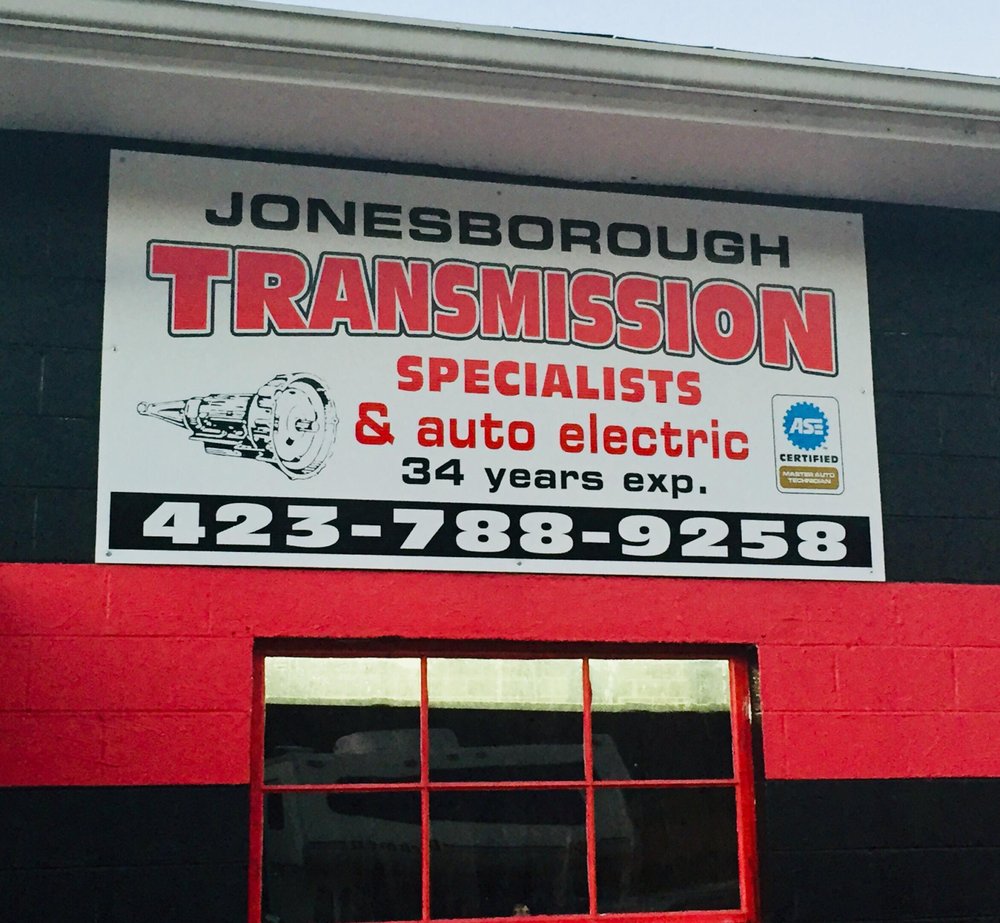 JONESBOROUGH
TRANSMISSION
SPECIALISTS
& auto electric
34 years exp.
ASE
CERTIFIED
MASTER AUTO
TECHNICIAN
423-788-9258